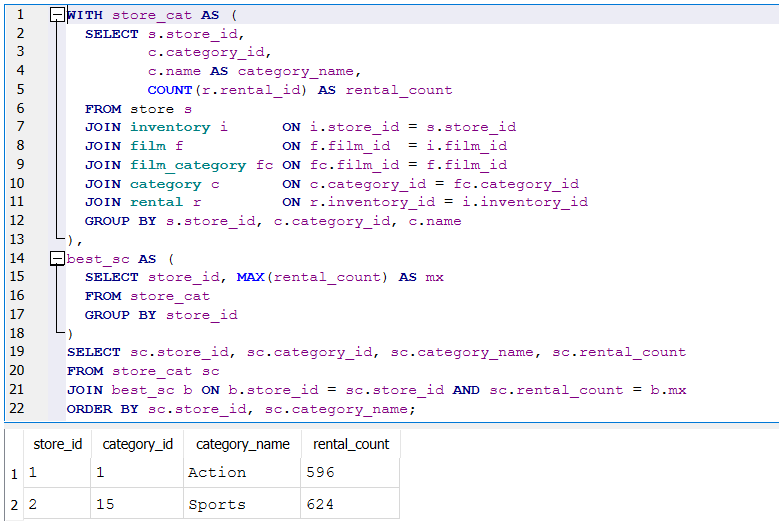 1 WITH store_cat AS (
2 SELECT s.store_id,
3 c.category_id,
4 c.name AS category_name,
5 COUNT(r.rental_id) AS rental_count
6 FROM store s
7 JOIN inventory i ON i.store_id = s.store_id
8 JOIN film f ON f.film_id = i.film_id
9 JOIN film_category fc ON fc.film_id = f.film_id
10 JOIN category c ON c.category_id = fc.category_id
11 JOIN rental r ON r.inventory_id = i.inventory_id
12 GROUP BY s.store_id, c.category_id, c.name
13 ),
14 best_sc AS (
15 SELECT store_id, MAX(rental_count) AS mx
16 FROM store_cat
17 GROUP BY store_id
18 )
19 SELECT sc.store_id, sc.category_id, sc.category_name, sc.rental_count
20 FROM store_cat sc
21 JOIN best_sc b ON b.store_id = sc.store_id AND sc.rental_count = b.mx
22 ORDER BY sc.store_id, sc.category_name;
store_id category_id category_name rental_count
1 1 1 Action 596
2 2 15 Sports 624